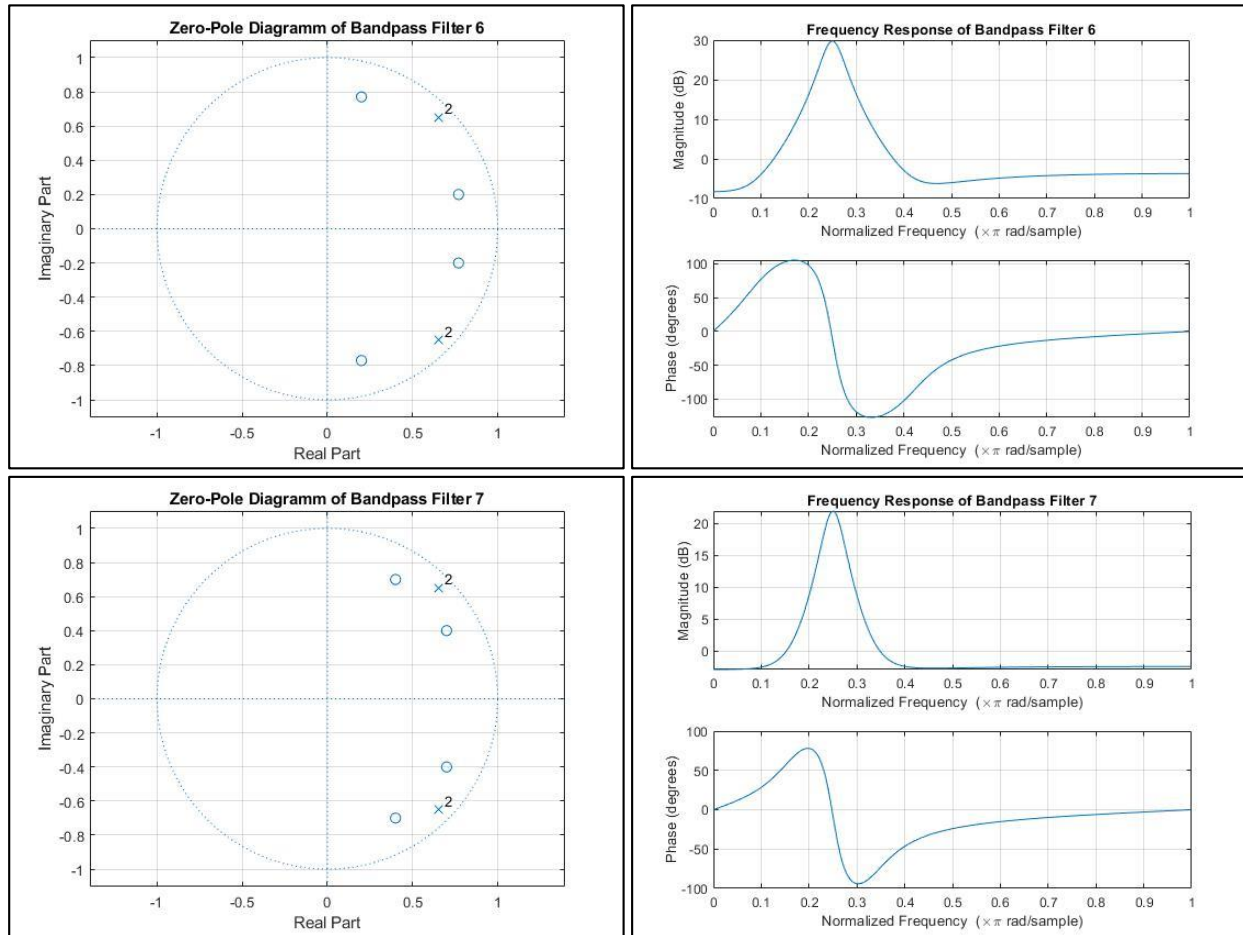 Zero-Pole Diagramm of Bandpass Filter 6
1
0.8
0.6
0.4
0.2
0
-0.2
-0.4
-0.6
-0.8
-1
Imaginary Part
2
2
-1 -0.5 0 0.5 1
Real Part
Frequency Response of Bandpass Filter 6
30
20
10
0
-10
Magnitude (dB)
0 0.1 0.2 0.3 0.4 0.5 0.6 0.7 0.8 0.9 1
Normalized Frequency (×π rad/sample)
100
50
0
-50
-100
Phase (degrees)
0 0.1 0.2 0.3 0.4 0.5 0.6 0.7 0.8 0.9 1
Normalized Frequency (×π rad/sample)
Zero-Pole Diagramm of Bandpass Filter 7
1
0.8
0.6
0.4
0.2
0
-0.2
-0.4
-0.6
-0.8
-1
Imaginary Part
2
2
-1 -0.5 0 0.5 1
Real Part
Frequency Response of Bandpass Filter 7
20
15
10
5
0
Magnitude (dB)
0 0.1 0.2 0.3 0.4 0.5 0.6 0.7 0.8 0.9 1
Normalized Frequency (×π rad/sample)
100
50
0
-50
-100
Phase (degrees)
0 0.1 0.2 0.3 0.4 0.5 0.6 0.7 0.8 0.9 1
Normalized Frequency (×π rad/sample)